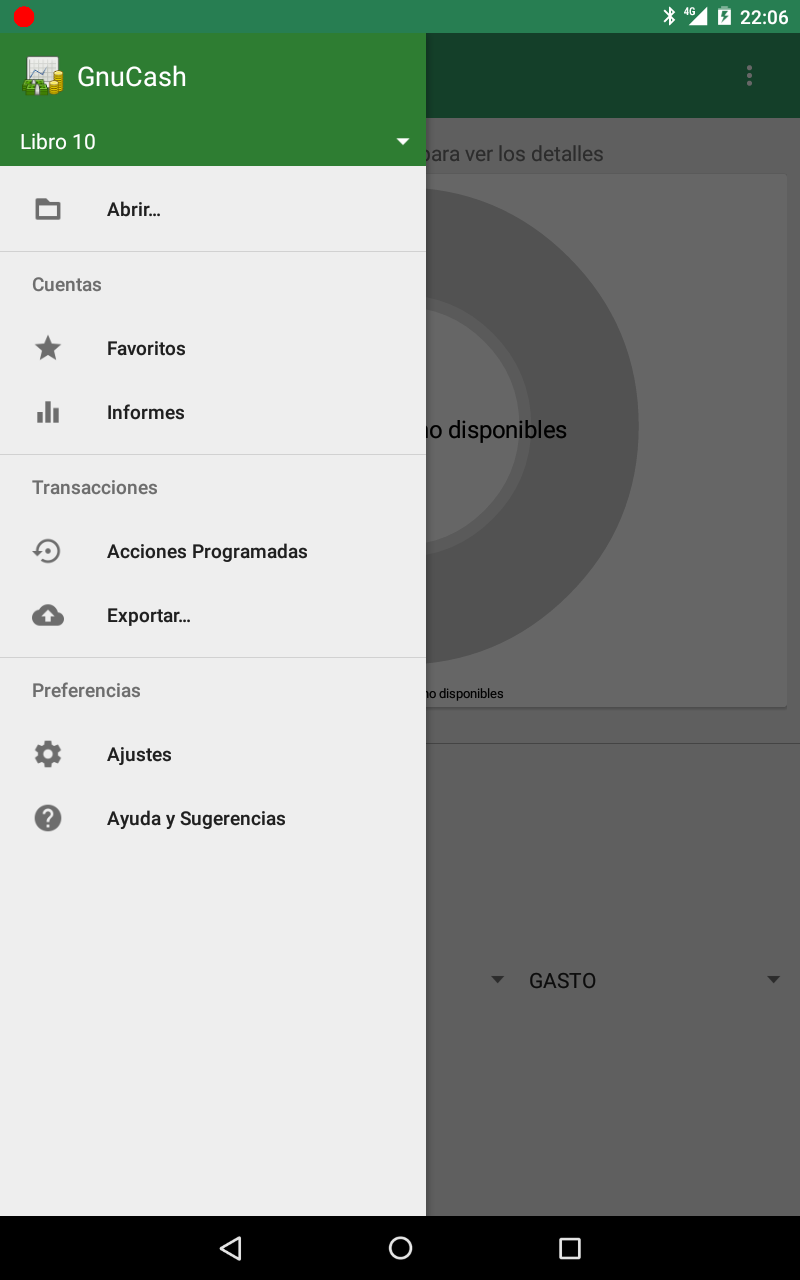 4G 22:06
GnuCash
Libro 10
para ver los detalles
Abrir...
Cuentas
Favoritos
no disponibles
Informes
Transacciones
Acciones Programadas
Exportar...
Preferencias
no disponibles
Ajustes
Ayuda y Sugerencias
GASTO